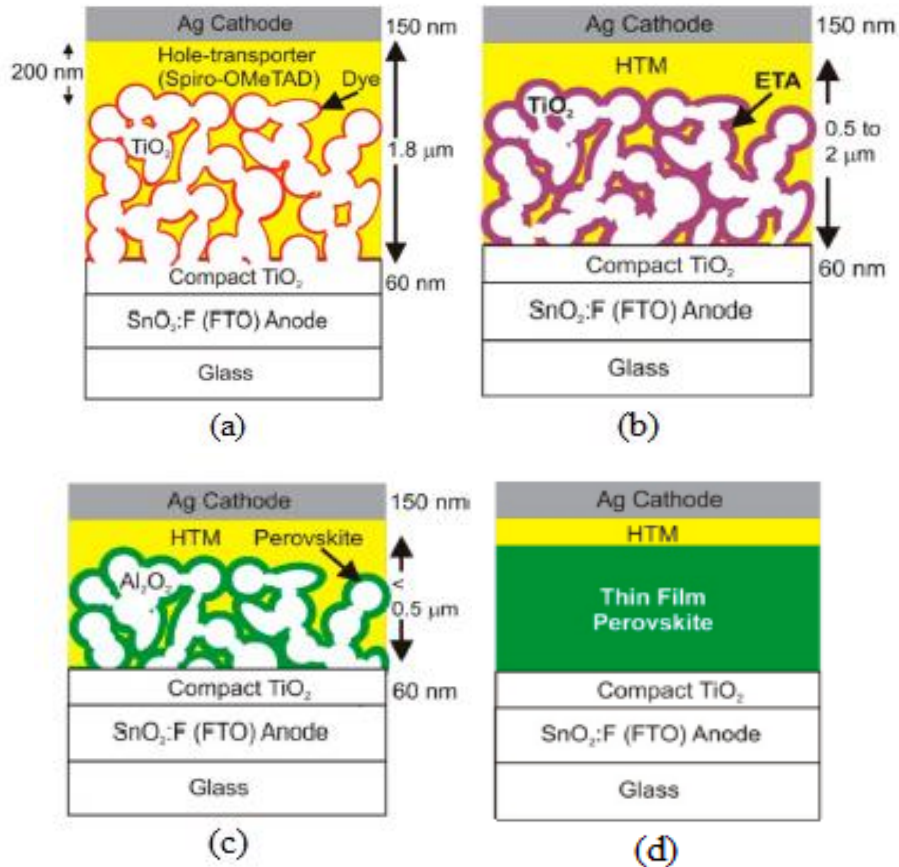 Ag Cathode
150 nm
200 nm
Hole-transporter
(Spiro-OMeTAD)
Dye
TiO₂
1.8 μm
Compact TiO₂
60 nm
SnO₂:F (FTO) Anode
Glass
(a)
Ag Cathode
150 nm
HTM
TiO₂
ETA
0.5 to
2 μm
Compact TiO₂
60 nm
SnO₂:F (FTO) Anode
Glass
(b)
Ag Cathode
150 nm
HTM
Perovskite
Al₂O₃
<
0.5 μm
Compact TiO₂
60 nm
SnO₂:F (FTO) Anode
Glass
(c)
Ag Cathode
HTM
Thin Film
Perovskite
Compact TiO₂
SnO₂:F (FTO) Anode
Glass
(d)